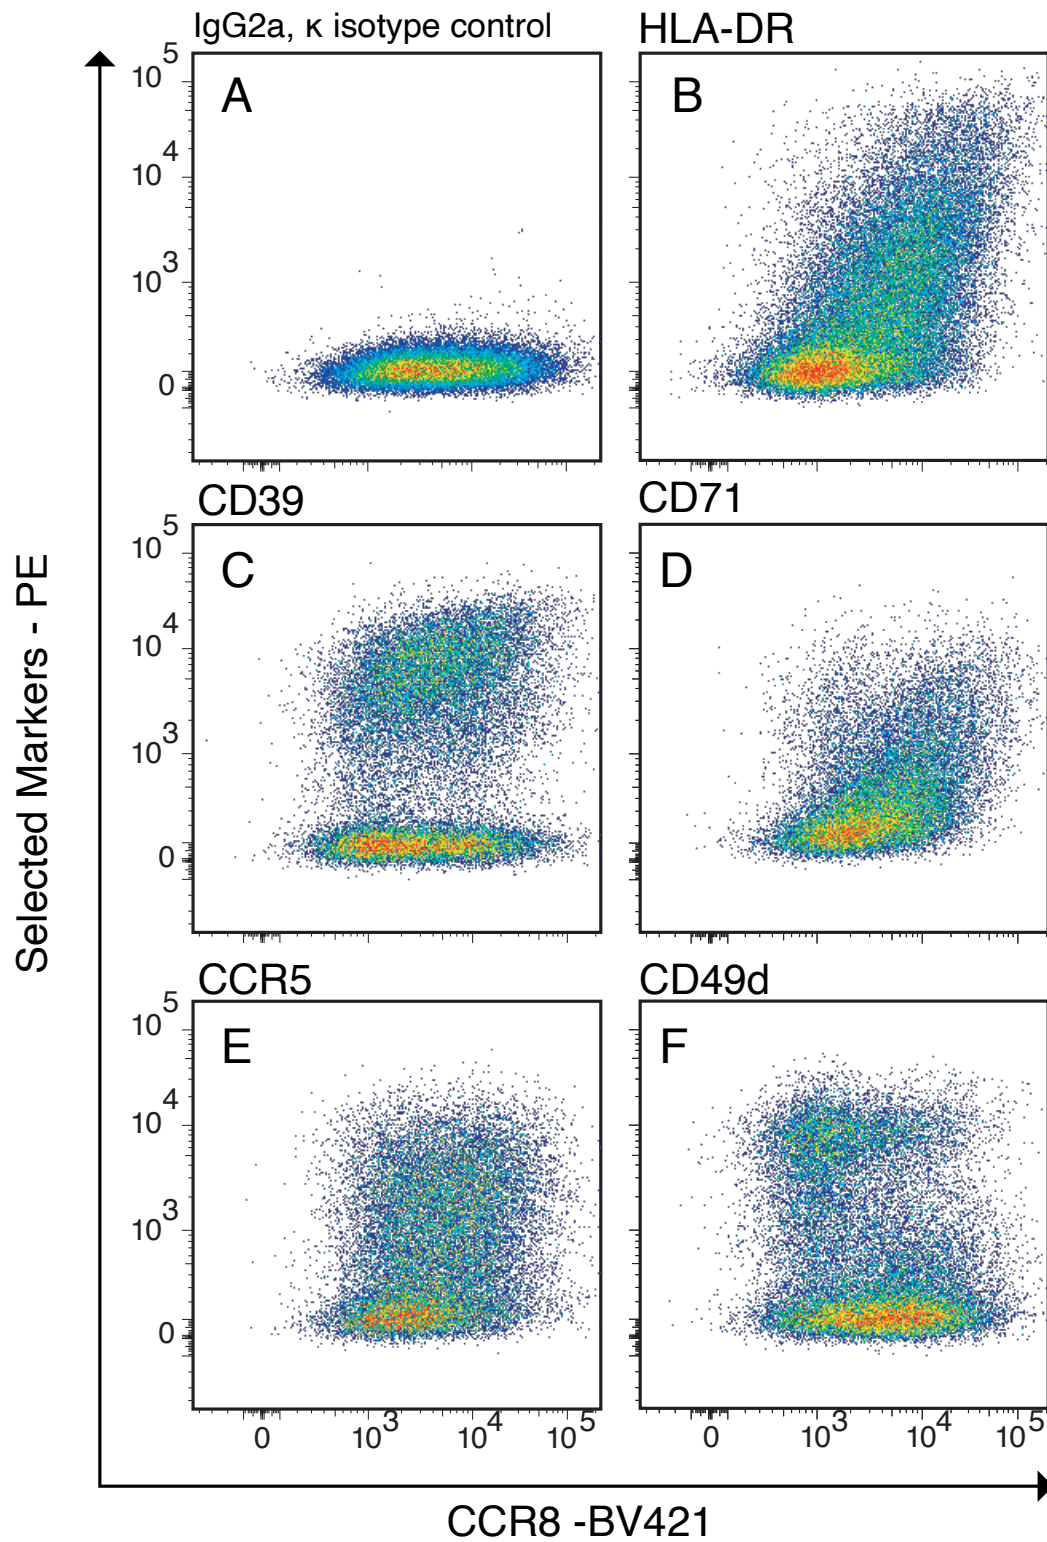 IgG2a, κ isotype control
HLA-DR
A
B
10^5
10^4
10^3
0
CD39
CD71
C
D
10^5
10^4
10^3
0
CCR5
CD49d
E
F
10^5
10^4
10^3
0
0 10^3 10^4 10^5
0 10^3 10^4 10^5
Selected Markers - PE
CCR8 -BV421